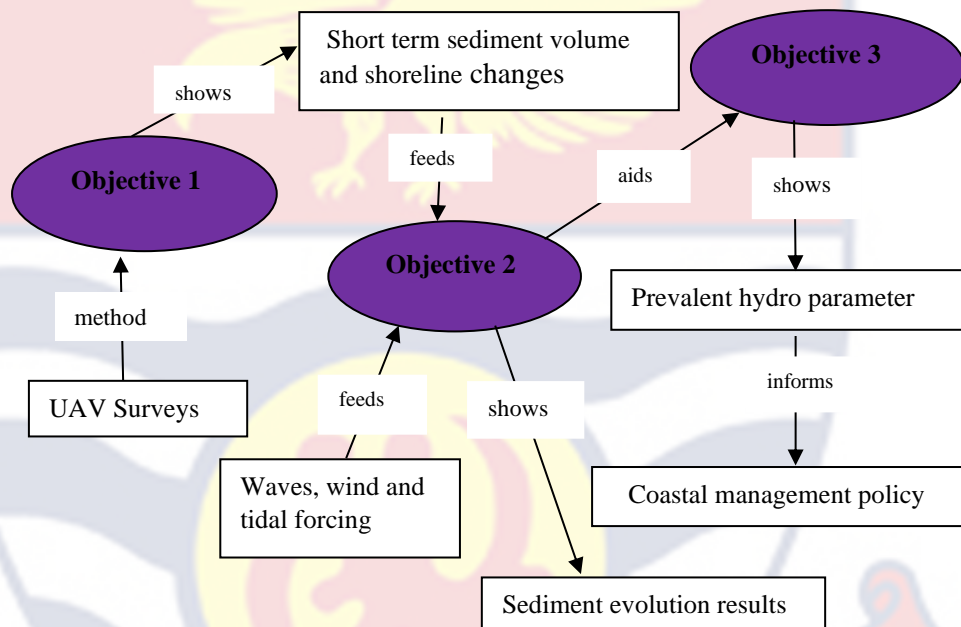 Short term sediment volume
and shoreline changes
Objective 3
shows
feeds
aids
shows
Objective 1
Objective 2
Prevalent hydro parameter
method
informs
feeds
shows
UAV Surveys
Waves, wind and
tidal forcing
Coastal management policy
Sediment evolution results